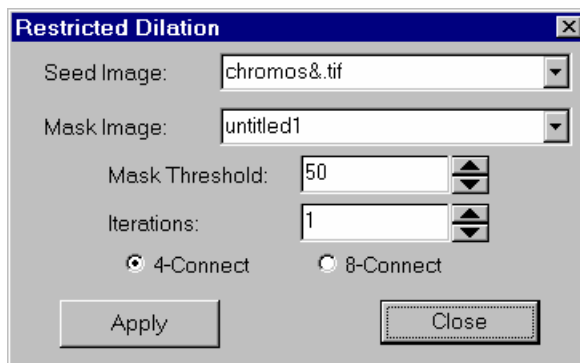 Restricted Dilation
Seed Image: chromos&.tif
Mask Image: untitled1
Mask Threshold: 50
Iterations: 1
4-Connect 8-Connect
Apply Close